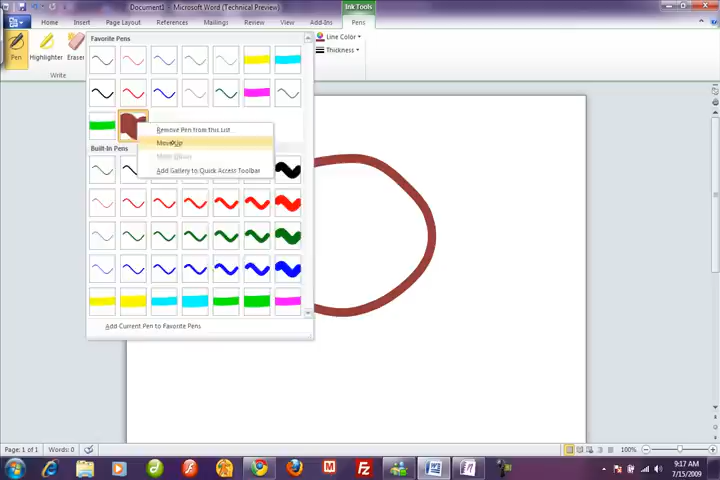 Document1 - Microsoft Word (Technical Preview)
Ink Tools
Home Insert Page Layout References Mailings Review View Add-Ins Pens
Pen Highlighter Eraser
Write
Line Color
Thickness
Favorite Pens
Remove Pen from this List
Move Up
Move Down
Add Gallery to Quick Access Toolbar
Built-In Pens
Add Current Pen to Favorite Pens
Page: 1 of 1 Words: 0 100%
9:17 AM
7/15/2009